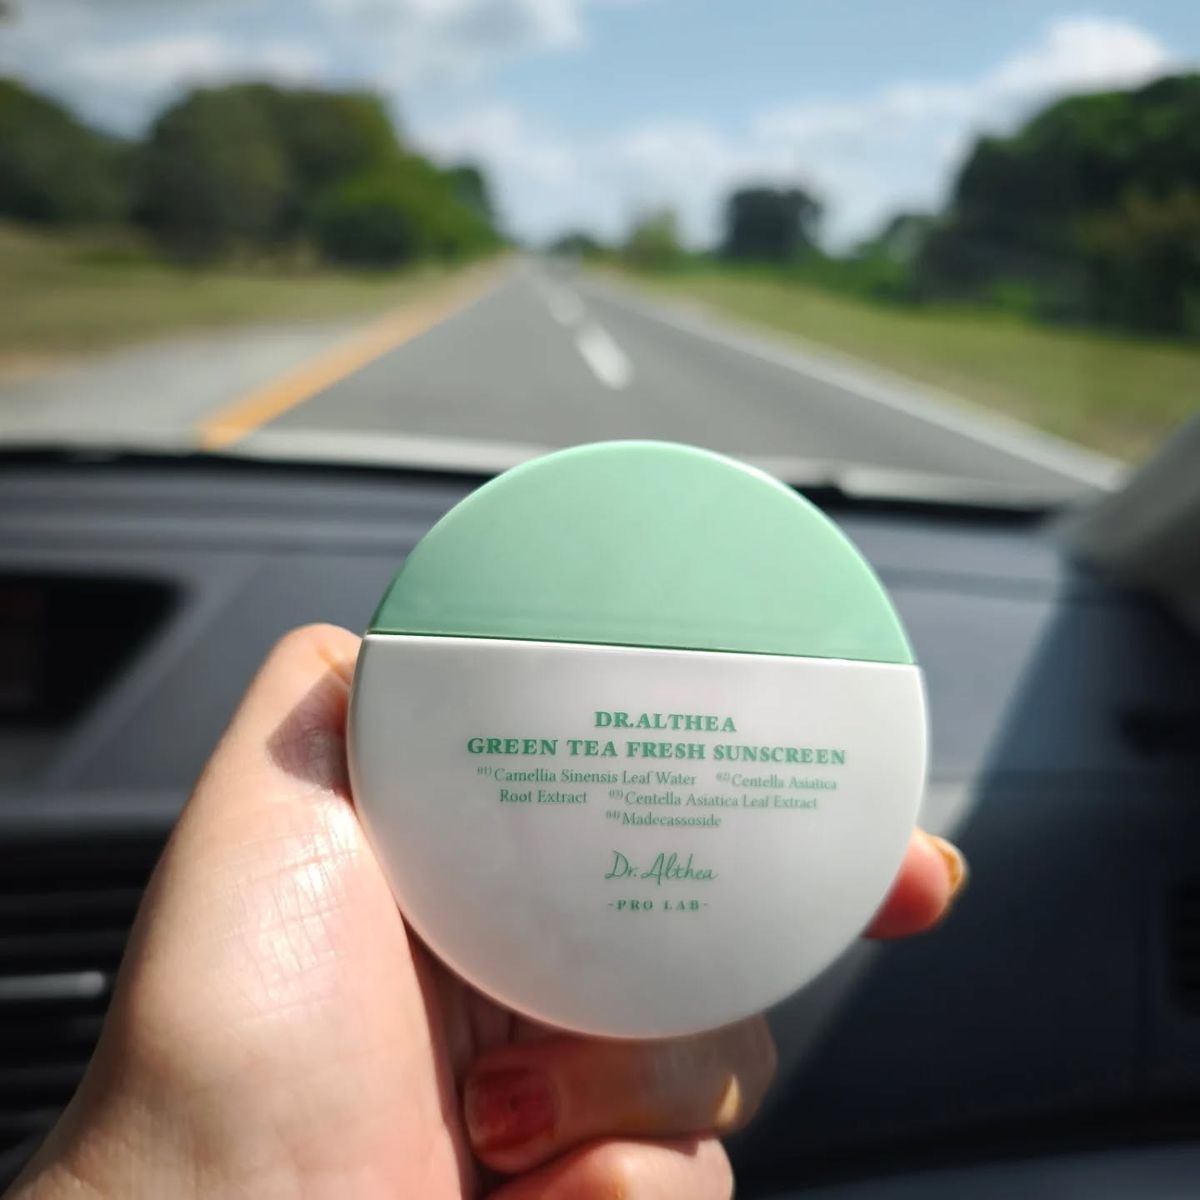 DR.ALTHEA
GREEN TEA FRESH SUNSCREEN
01)Camellia Sinensis Leaf Water 02)Centella Asiatica
Root Extract 03)Centella Asiatica Leaf Extract
04)Madecassoside
Dr. Althea
-PRO LAB-